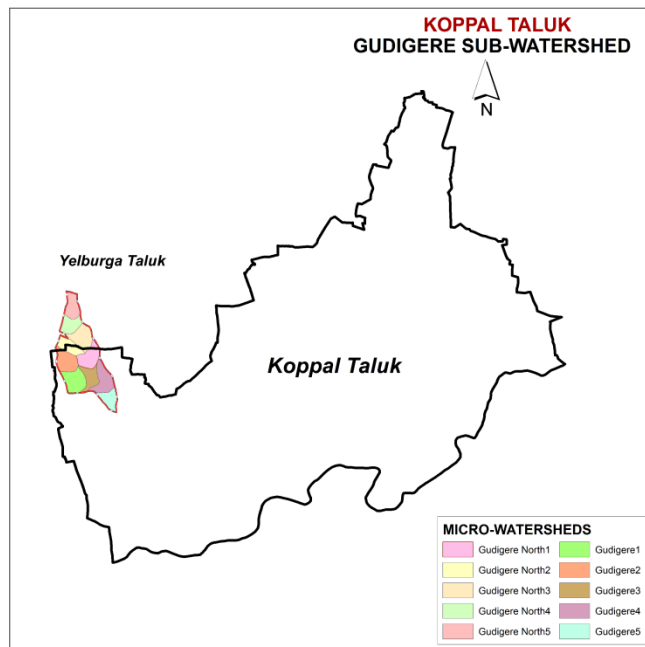 KOPPAL TALUK
GUDIGERE SUB-WATERSHED
N
Yelburga Taluk
Koppal Taluk
MICRO-WATERSHEDS
Gudigere North1
Gudigere North2
Gudigere North3
Gudigere North4
Gudigere North5
Gudigere1
Gudigere2
Gudigere3
Gudigere4
Gudigere5